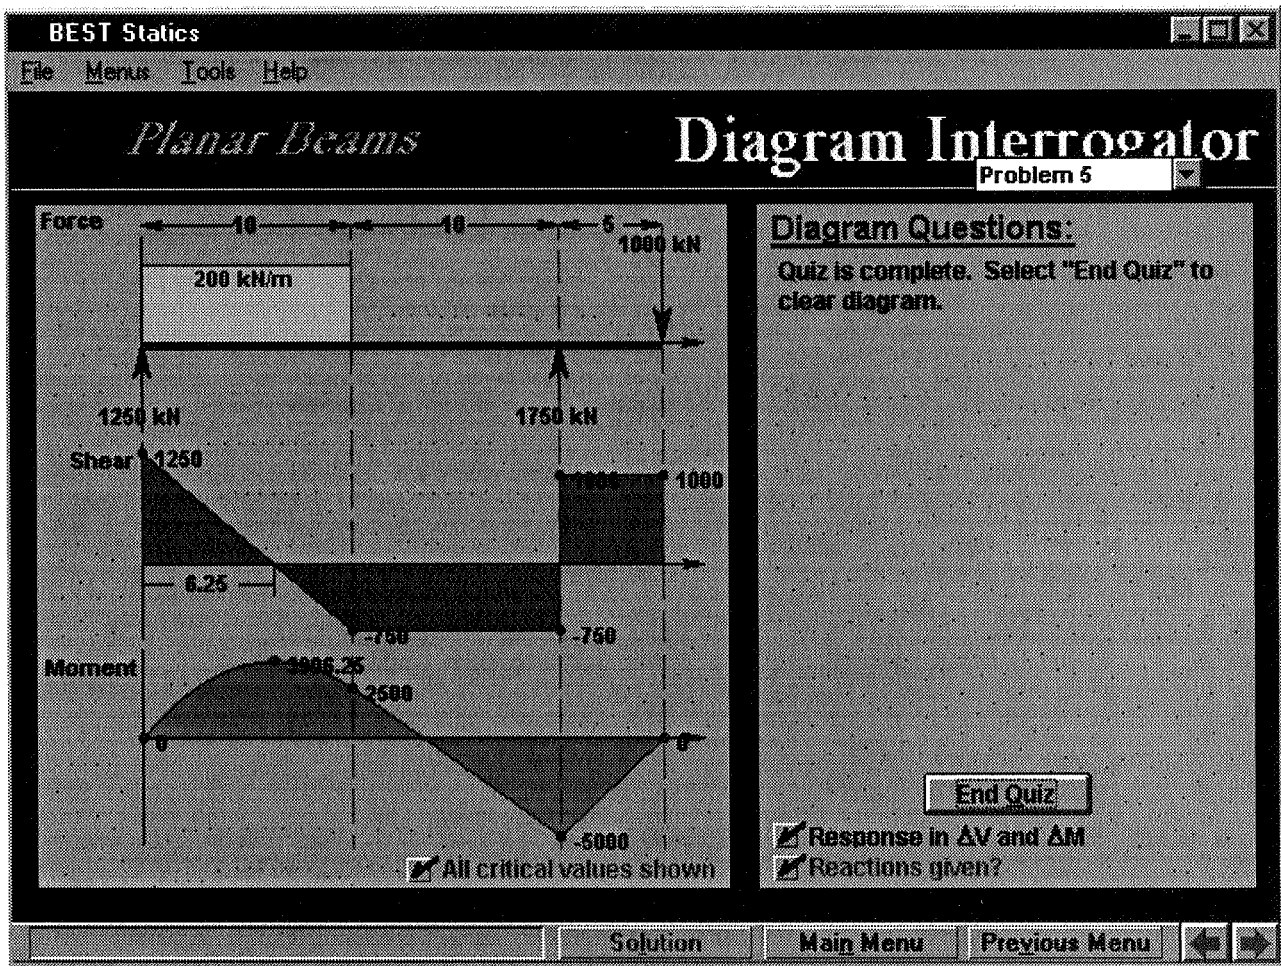 BEST Statics
File Menus Tools Help
Planar Beams
Diagram Interrogator
Problem 5
Force
10
10
5
1000 kN
200 kN/m
1250 kN
1750 kN
Shear
1250
1000
1000
6.25
-750
-750
Moment
3906.25
2500
0
0
-5000
All critical values shown
Diagram Questions:
Quiz is complete. Select "End Quiz" to
clear diagram.
End Quiz
Response in ΔV and ΔM
Reactions given?
Solution
Main Menu
Previous Menu